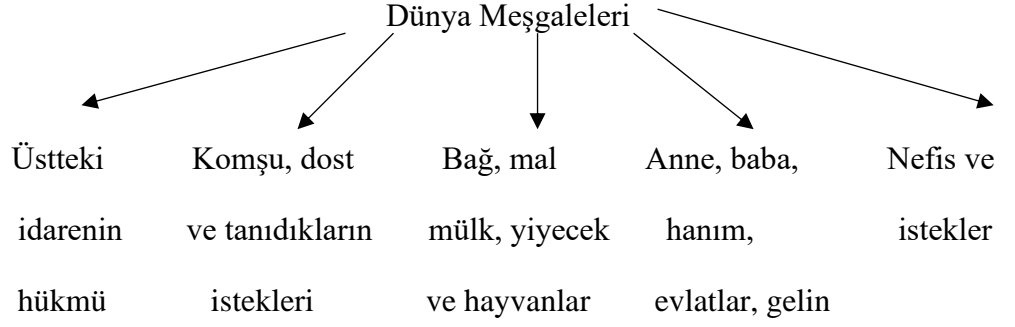 Dünya Meşgaleleri
Üstteki Komşu, dost Bağ, mal Anne, baba, Nefis ve
idarenin ve tanıdıkların mülk, yiyecek hanım, istekler
hükmü istekleri ve hayvanlar evlatlar, gelin